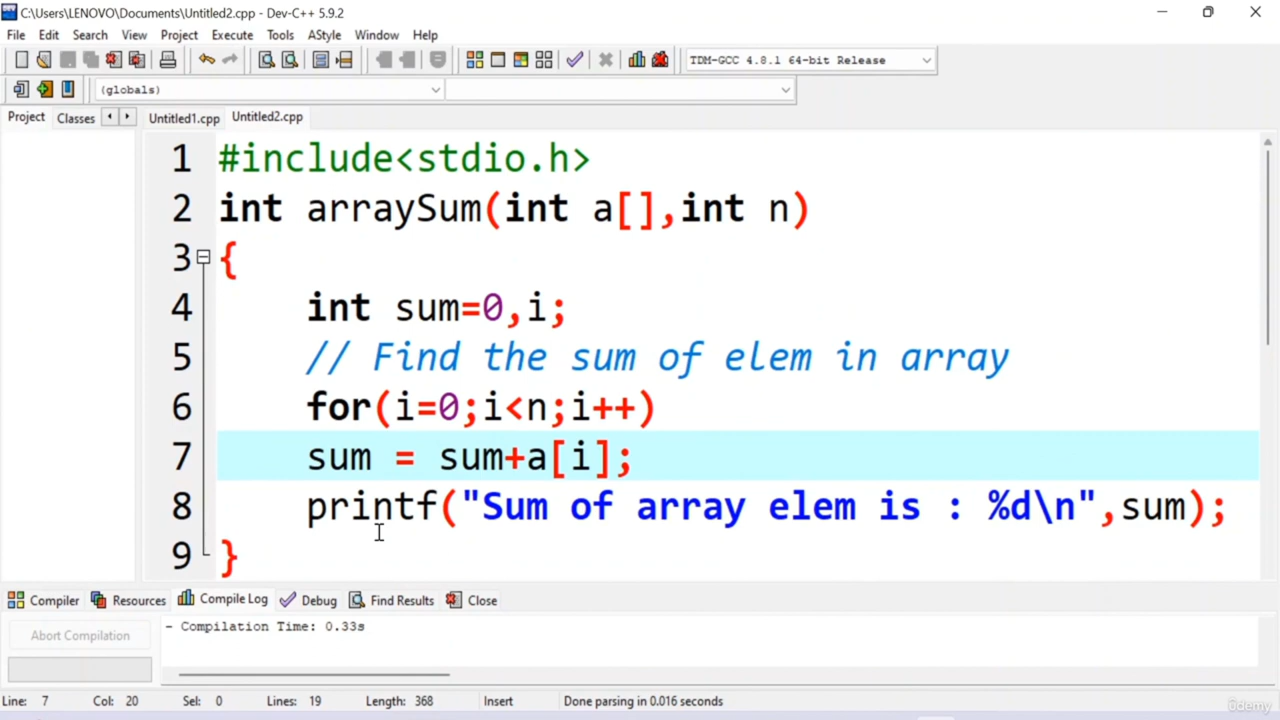 C:\Users\LENOVO\Documents\Untitled2.cpp - Dev-C++ 5.9.2
File Edit Search View Project Execute Tools AStyle Window Help
TDM-GCC 4.8.1 64-bit Release
(globals)
Project Classes Untitled1.cpp Untitled2.cpp
1 #include<stdio.h>
2 int arraySum(int a[],int n)
3 {
4 int sum=0,i;
5 // Find the sum of elem in array
6 for(i=0;i<n;i++)
7 sum = sum+a[i];
8 printf("Sum of array elem is : %d\n",sum);
9 }
Compiler Resources Compile Log Debug Find Results Close
Abort Compilation
- Compilation Time: 0.33s
Line: 7 Col: 20 Sel: 0 Lines: 19 Length: 368 Insert Done parsing in 0.016 seconds
ûdemy